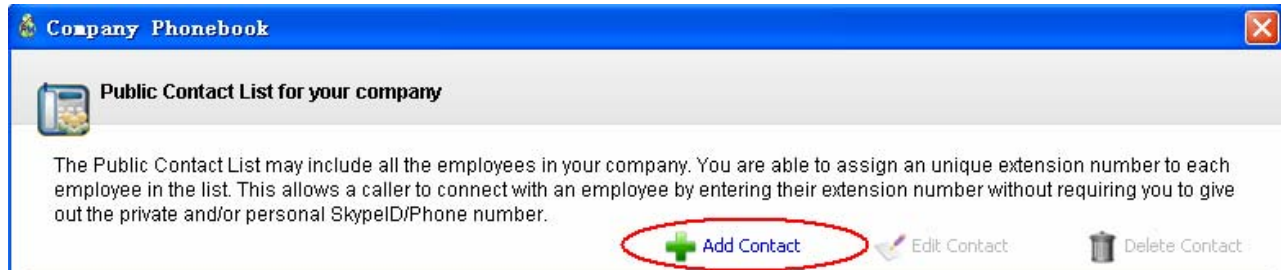 Company Phonebook
Public Contact List for your company
The Public Contact List may include all the employees in your company. You are able to assign an unique extension number to each
employee in the list. This allows a caller to connect with an employee by entering their extension number without requiring you to give
out the private and/or personal SkypeID/Phone number.
Add Contact Edit Contact Delete Contact